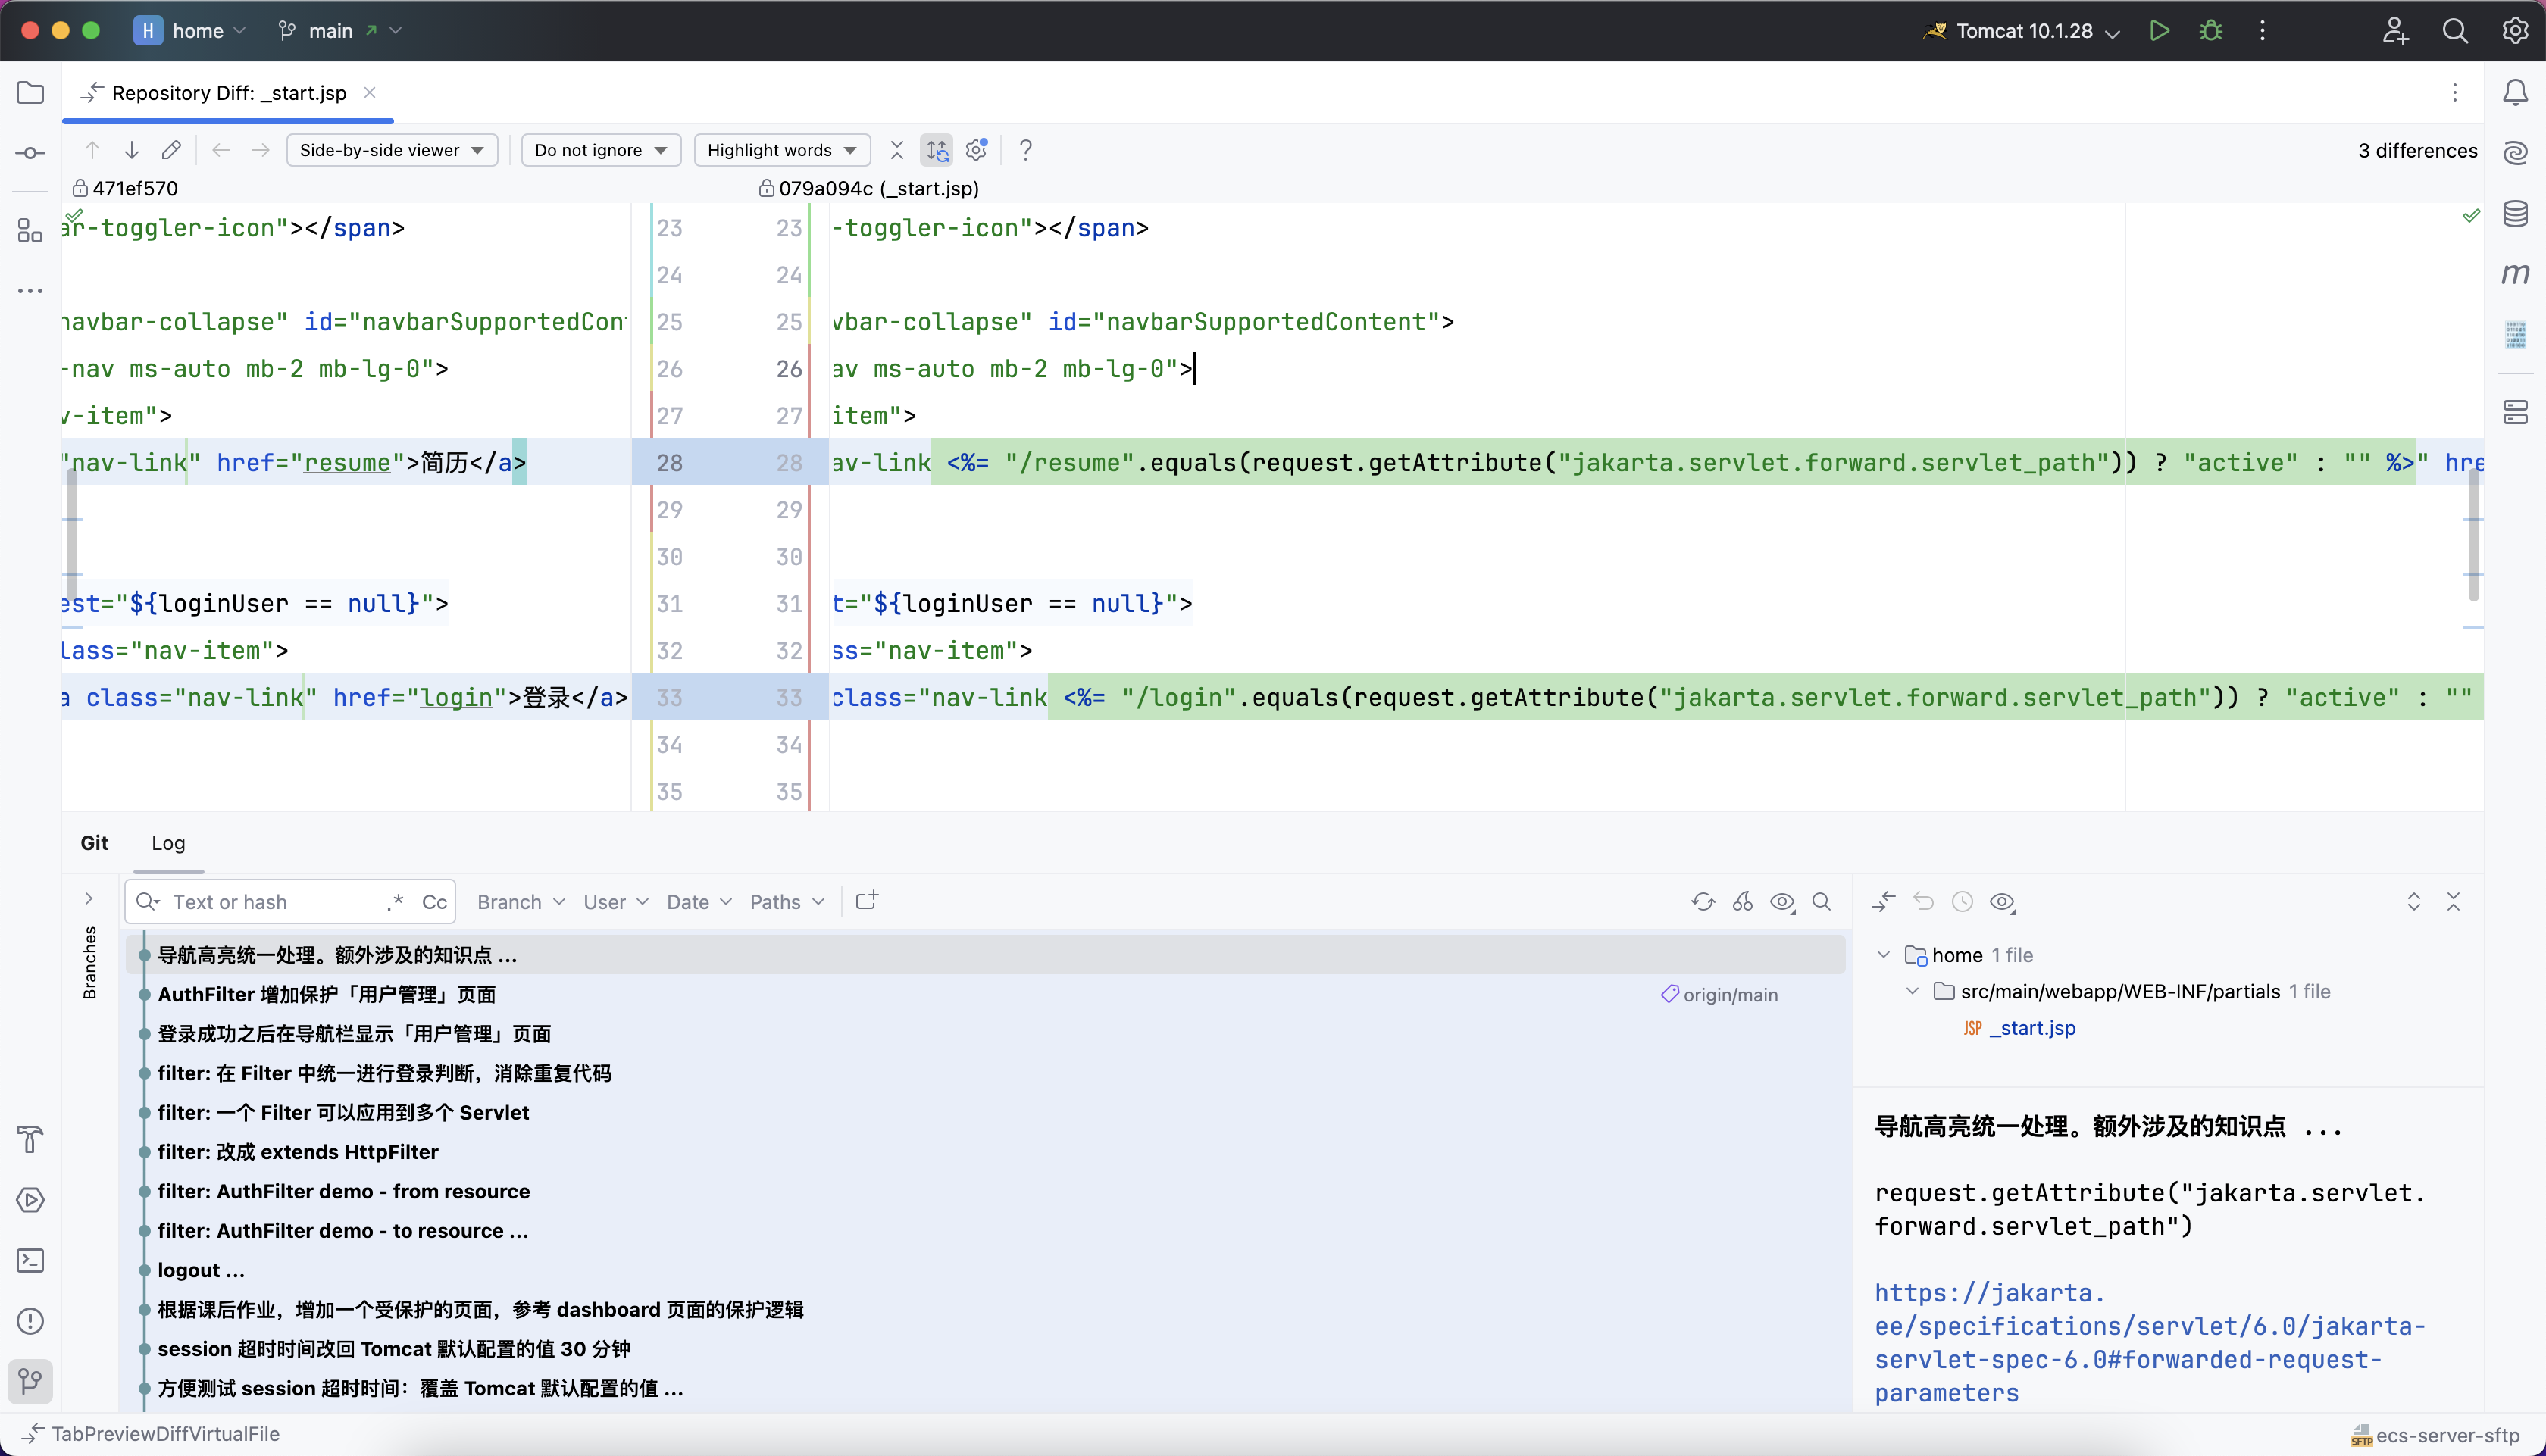 H home main Tomcat 10.1.28
Repository Diff: _start.jsp
Side-by-side viewer Do not ignore Highlight words ? 3 differences
471ef570 079a094c (_start.jsp)
ar-toggler-icon"></span> 23 23 -toggler-icon"></span>
24 24
navbar-collapse" id="navbarSupportedCon 25 25 vbar-collapse" id="navbarSupportedContent">
-nav ms-auto mb-2 mb-lg-0"> 26 26 av ms-auto mb-2 mb-lg-0">
v-item"> 27 27 item">
"nav-link" href="resume">简历</a> 28 28 av-link <%= "/resume".equals(request.getAttribute("jakarta.servlet.forward.servlet_path")) ? "active" : "" %>" hre
29 29
30 30
est="${loginUser == null}"> 31 31 t="${loginUser == null}">
lass="nav-item"> 32 32 ss="nav-item">
a class="nav-link" href="login">登录</a> 33 33 class="nav-link <%= "/login".equals(request.getAttribute("jakarta.servlet.forward.servlet_path")) ? "active" : ""
34 34
35 35
Git Log
Text or hash .* Cc Branch User Date Paths
Branches
导航高亮统一处理。额外涉及的知识点 ...
AuthFilter 增加保护「用户管理」页面 origin/main
登录成功之后在导航栏显示「用户管理」页面
filter: 在 Filter 中统一进行登录判断，消除重复代码
filter: 一个 Filter 可以应用到多个 Servlet
filter: 改成 extends HttpFilter
filter: AuthFilter demo - from resource
filter: AuthFilter demo - to resource ...
logout ...
根据课后作业，增加一个受保护的页面，参考 dashboard 页面的保护逻辑
session 超时时间改回 Tomcat 默认配置的值 30 分钟
方便测试 session 超时时间：覆盖 Tomcat 默认配置的值 ...
home 1 file
src/main/webapp/WEB-INF/partials 1 file
JSP _start.jsp
导航高亮统一处理。额外涉及的知识点 ...
request.getAttribute("jakarta.servlet.
forward.servlet_path")
https://jakarta.
ee/specifications/servlet/6.0/jakarta-
servlet-spec-6.0#forwarded-request-
parameters
m
TabPreviewDiffVirtualFile
SFTP ecs-server-sftp